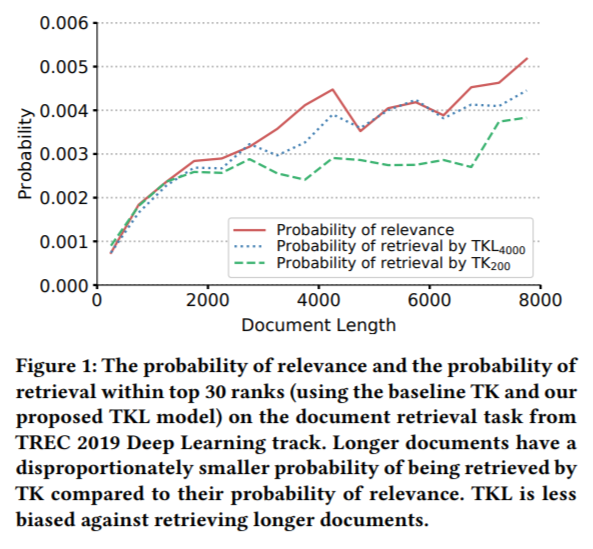 0.006
0.005
0.004
0.003
0.002
0.001
0.000
Probability
0
2000
4000
6000
8000
Document Length
Probability of relevance
Probability of retrieval by TKL4000
Probability of retrieval by TK200
Figure 1: The probability of relevance and the probability of
retrieval within top 30 ranks (using the baseline TK and our
proposed TKL model) on the document retrieval task from
TREC 2019 Deep Learning track. Longer documents have a
disproportionately smaller probability of being retrieved by
TK compared to their probability of relevance. TKL is less
biased against retrieving longer documents.